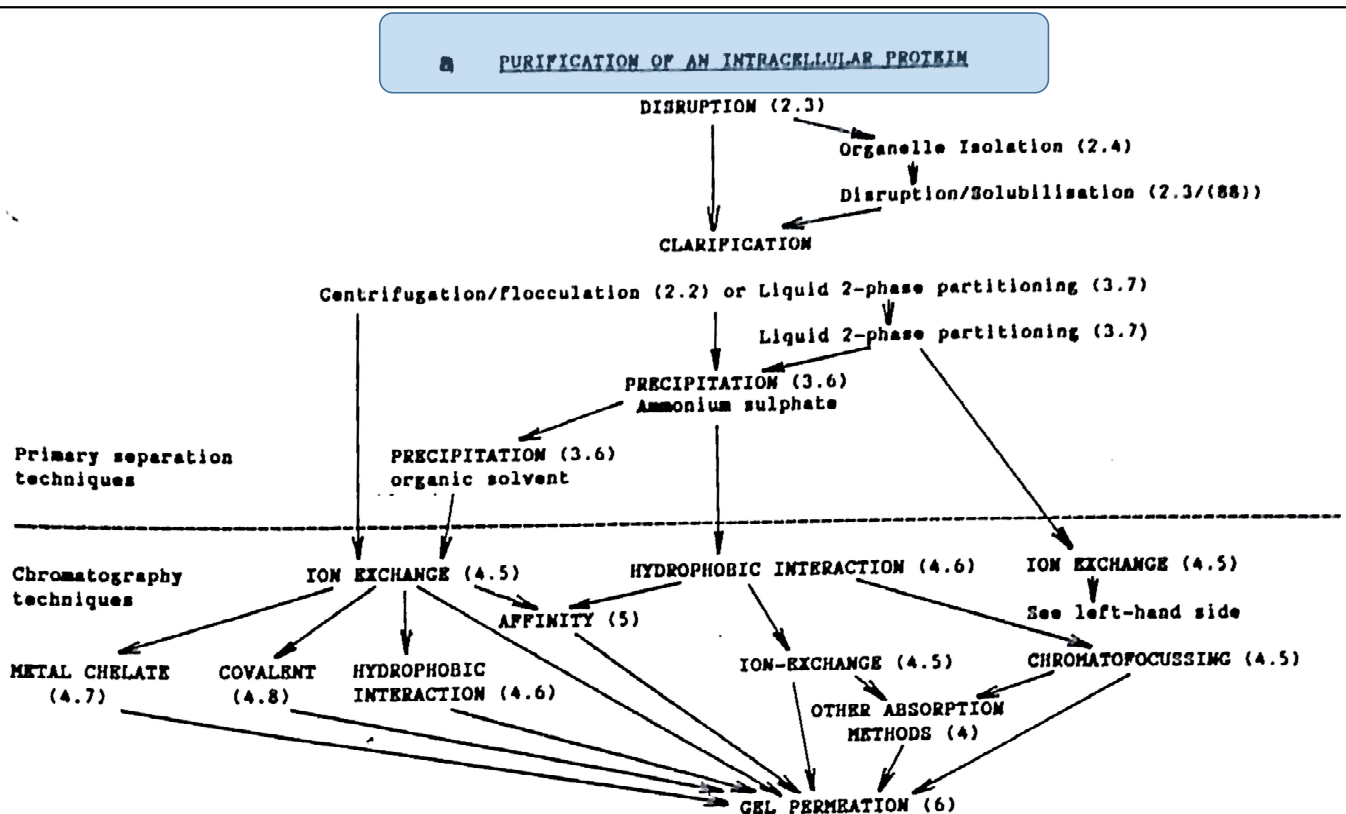 a PURIFICATION OF AN INTRACELLULAR PROTEIN
DISRUPTION (2.3)
Organelle Isolation (2.4)
Disruption/Solubilisation (2.3/(88))
CLARIFICATION
Centrifugation/flocculation (2.2) or Liquid 2-phase partitioning (3.7)
Liquid 2-phase partitioning (3.7)
PRECIPITATION (3.6)
Ammonium sulphate
Primary separation
techniques
PRECIPITATION (3.6)
organic solvent
Chromatography
techniques
ION EXCHANGE (4.5)
HYDROPHOBIC INTERACTION (4.6)
ION EXCHANGE (4.5)
AFFINITY (5)
See left-hand side
METAL CHELATE
(4.7)
COVALENT
(4.8)
HYDROPHOBIC
INTERACTION (4.6)
ION-EXCHANGE (4.5)
CHROMATOFOCUSSING (4.5)
OTHER ABSORPTION
METHODS (4)
GEL PERMEATION (6)